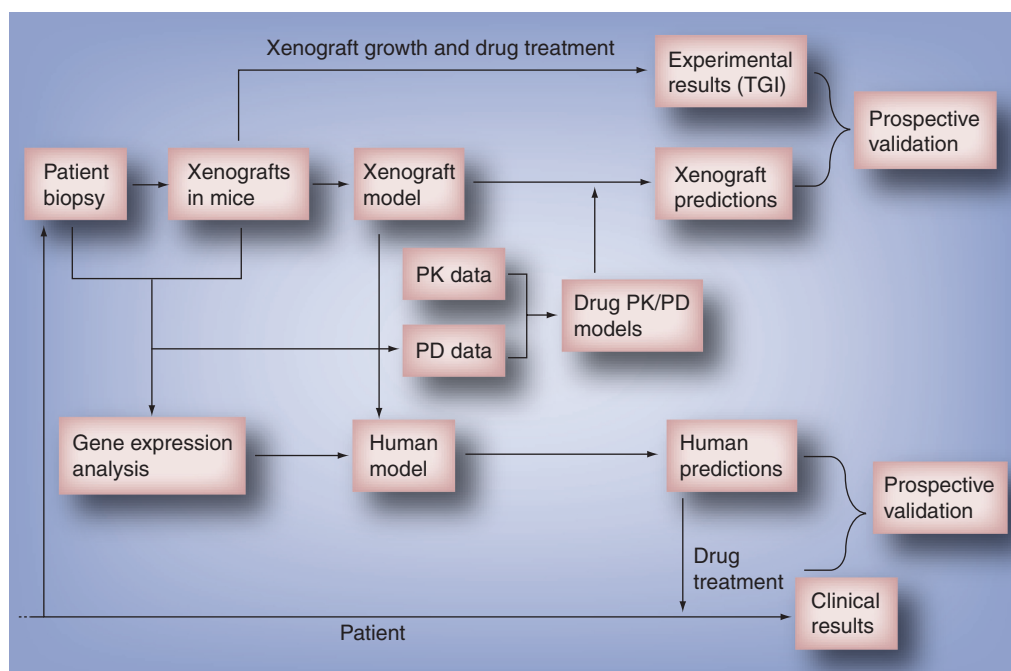 Xenograft growth and drug treatment
Experimental
results (TGI)
Prospective
validation
Patient
biopsy
Xenografts
in mice
Xenograft
model
Xenograft
predictions
PK data
Drug PK/PD
models
PD data
Gene expression
analysis
Human
model
Human
predictions
Prospective
validation
Drug
treatment
Clinical
results
Patient